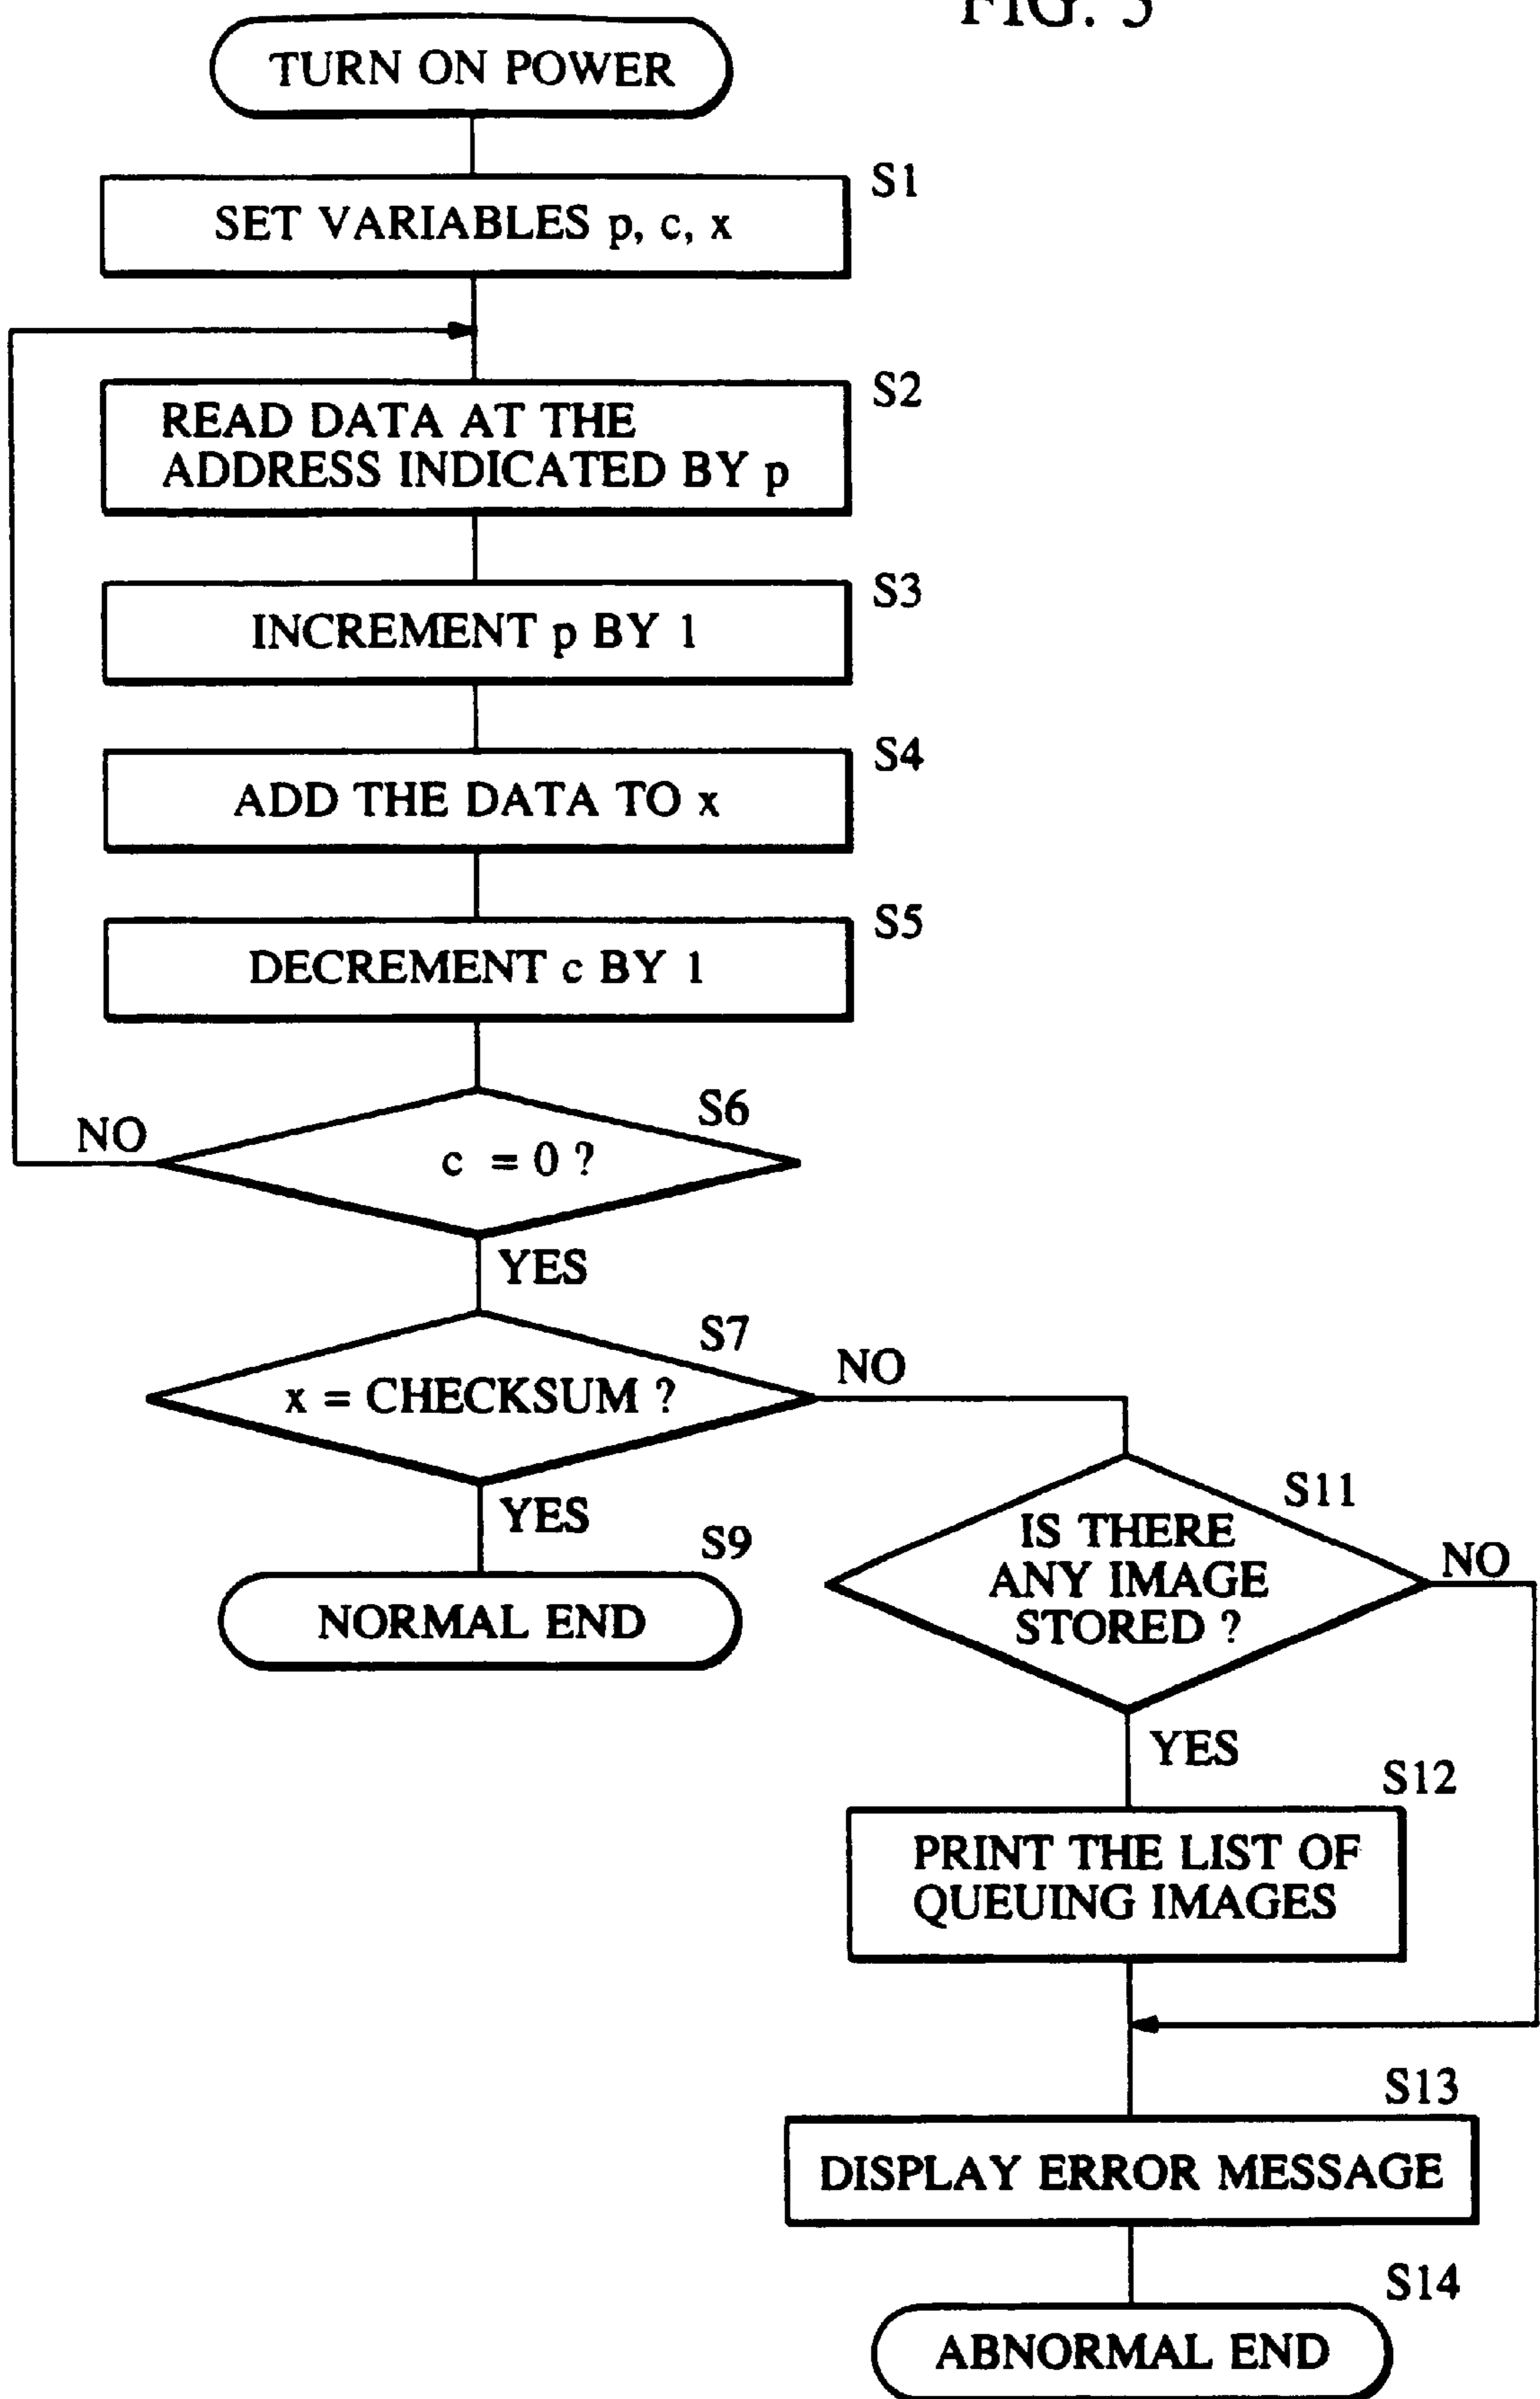 FIG. 5
TURN ON POWER
S1
SET VARIABLES p, c, x
S2
READ DATA AT THE
ADDRESS INDICATED BY p
S3
INCREMENT p BY 1
S4
ADD THE DATA TO x
S5
DECREMENT c BY 1
S6
NO
c = 0 ?
YES
S7
NO
x = CHECKSUM ?
YES
S9
NORMAL END
S11
IS THERE
ANY IMAGE
STORED ?
NO
YES
S12
PRINT THE LIST OF
QUEUING IMAGES
S13
DISPLAY ERROR MESSAGE
S14
ABNORMAL END